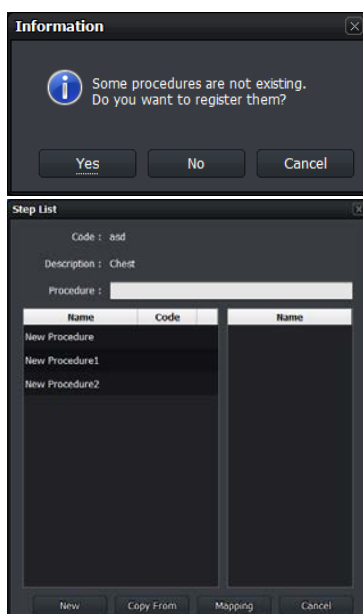 Information
Some procedures are not existing.
Do you want to register them?
Yes No Cancel
Step List
Code : asd
Description : Chest
Procedure :
Name Code Name
New Procedure
New Procedure1
New Procedure2
New Copy From Mapping Cancel